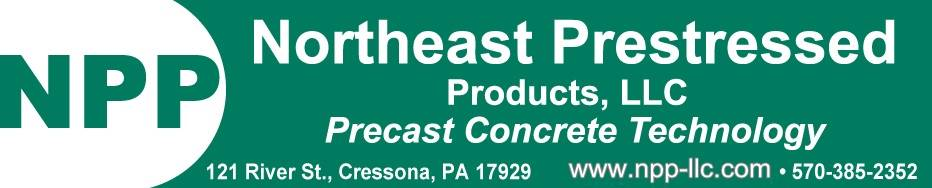 NPP
Northeast Prestressed
Products, LLC
Precast Concrete Technology
121 River St., Cressona, PA 17929 www.npp-llc.com • 570-385-2352